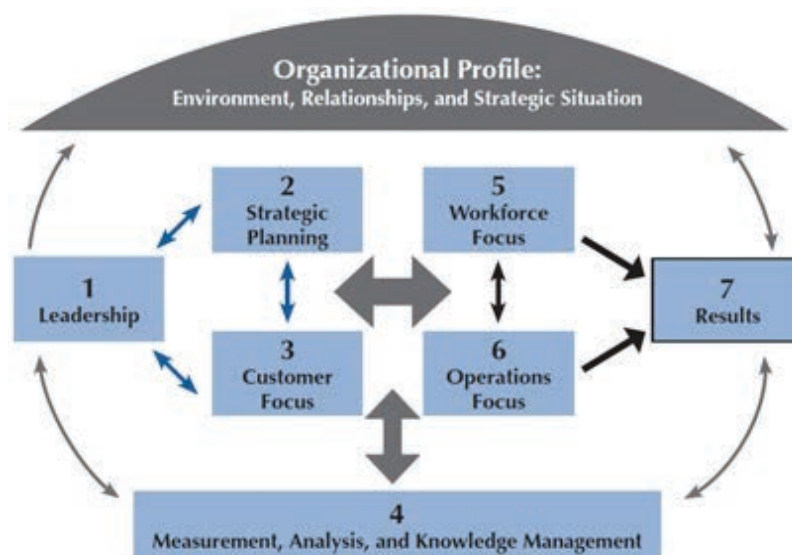 Organizational Profile:
Environment, Relationships, and Strategic Situation
2
Strategic
Planning
5
Workforce
Focus
1
Leadership
7
Results
3
Customer
Focus
6
Operations
Focus
4
Measurement, Analysis, and Knowledge Management